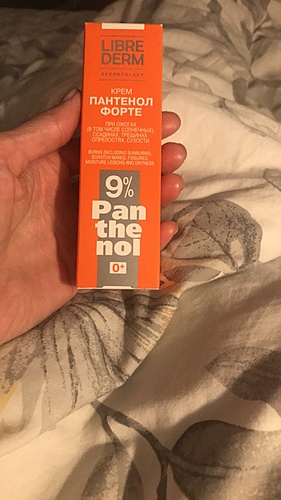 LIBRE
DERM
DERMATOLOGY
КРЕМ
ПАНТЕНОЛ
ФОРТЕ
ПРИ ОЖОГАХ
(В ТОМ ЧИСЛЕ СОЛНЕЧНЫХ),
ССАДИНАХ, ТРЕЩИНАХ,
ОПРЕЛОСТЯХ, СУХОСТИ
BURNS (INCLUDING SUNBURNS),
SCRATCH MARKS, FISSURES,
MOISTURE LESIONS AND DRYNESS
9%
Pan
the
nol
0+